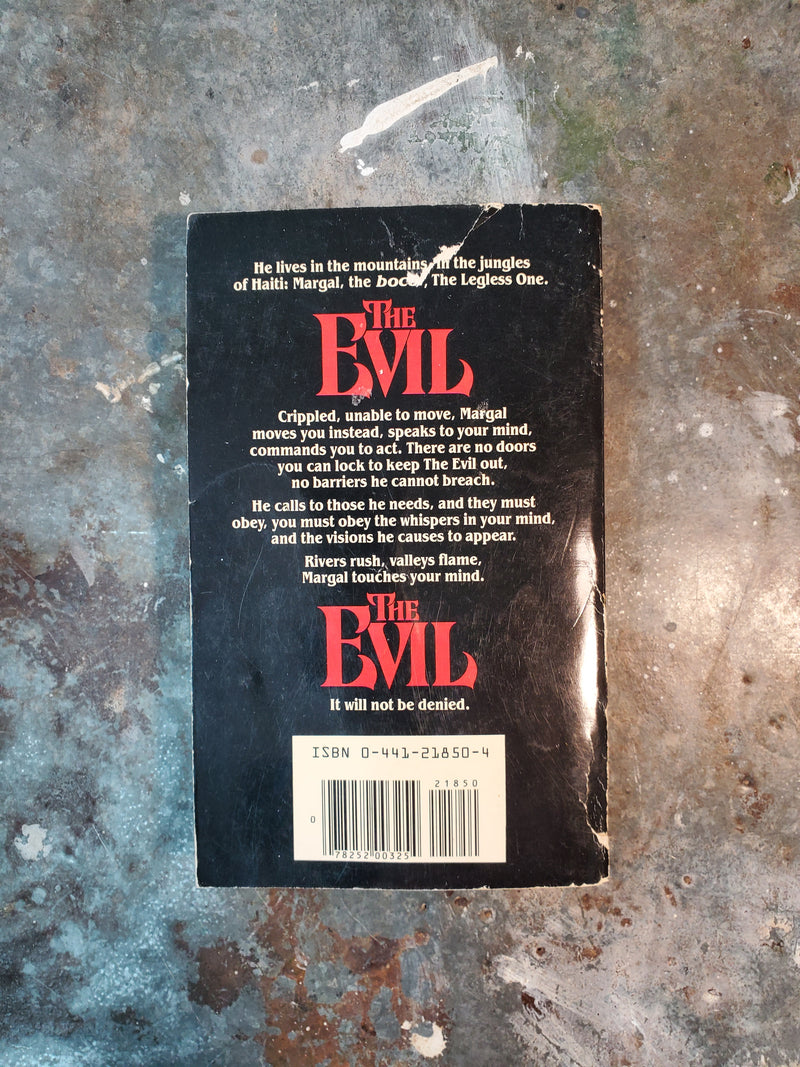 He lives in the mountains, in the jungles
of Haiti: Margal, the The Legless One.
THE
EVIL
Crippled, unable to move, Margal
moves you instead, speaks to your mind,
commands you to act. There are no doors
you can lock to keep The Evil out,
no barriers he cannot breach.
He calls to those he needs, and they must
obey, you must obey the whispers in your mind,
and the visions he causes to appear.
Rivers rush, valleys flame,
Margal touches your mind.
THE
EVIL
It will not be denied.
ISBN 0-441-21850-4
21850
0
78252 00325